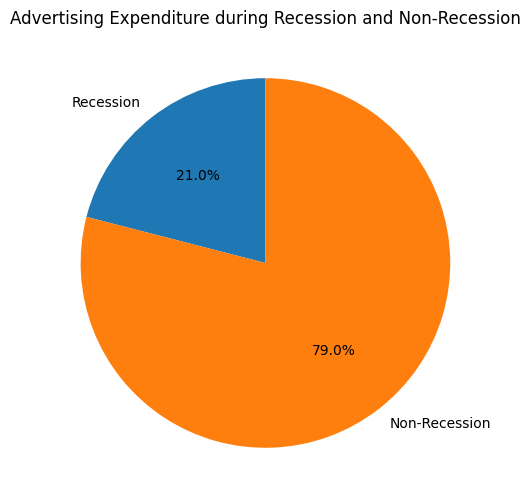 Advertising Expenditure during Recession and Non-Recession
Recession
21.0%
79.0%
Non-Recession